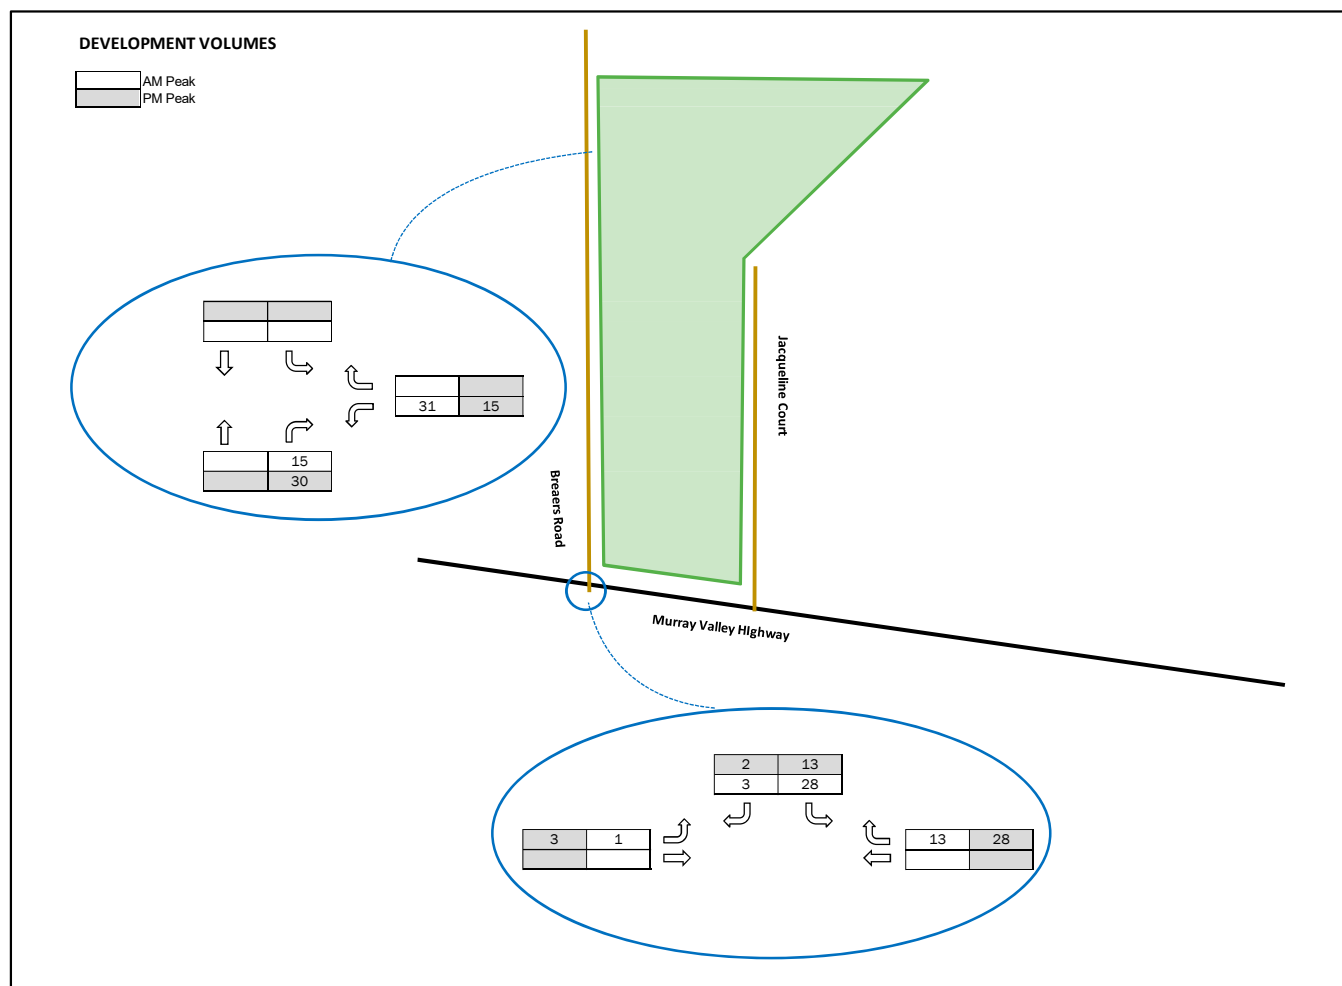 DEVELOPMENT VOLUMES
AM Peak
PM Peak
31 15
15
30
Breaers Road
Jacqueline Court
Murray Valley HIghway
2 13
3 28
3 1
13 28